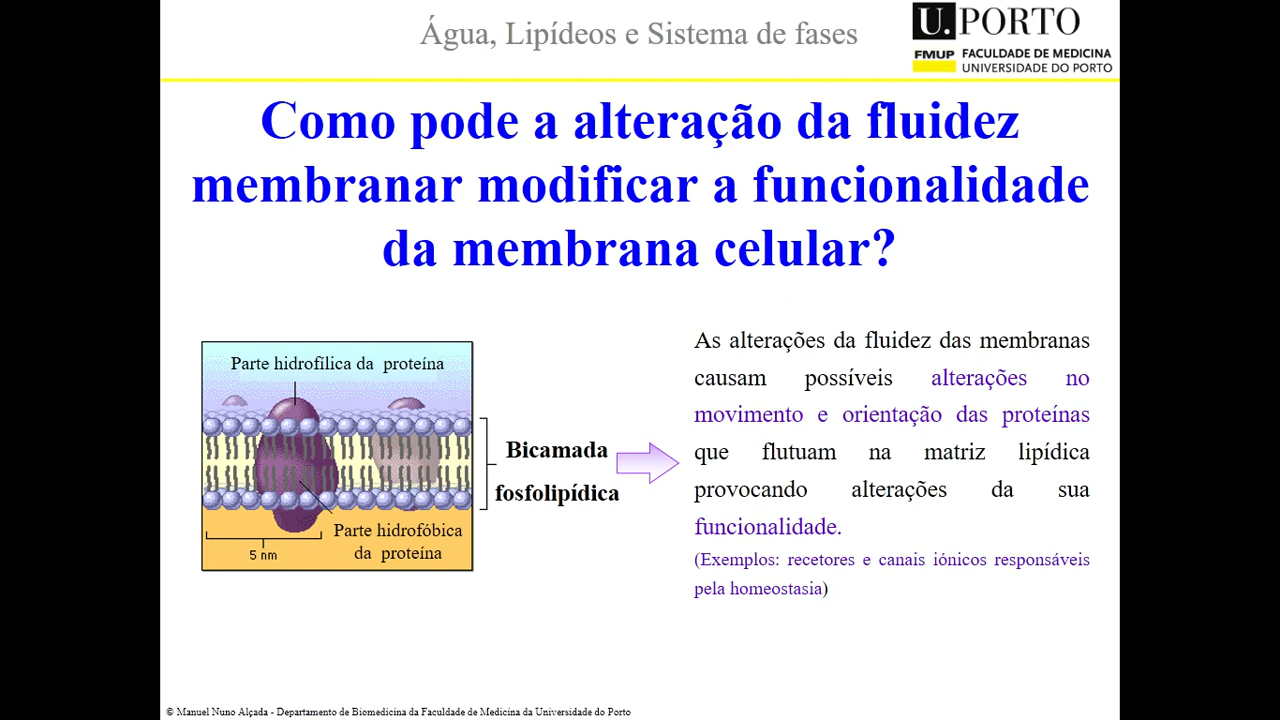 Água, Lipídeos e Sistema de fases
U. PORTO
FMUP FACULDADE DE MEDICINA
UNIVERSIDADE DO PORTO
Como pode a alteração da fluidez
membranar modificar a funcionalidade
da membrana celular?
Parte hidrofílica da proteína
Bicamada
fosfolipídica
Parte hidrofóbica
da proteína
5 nm
As alterações da fluidez das membranas
causam possíveis alterações no
movimento e orientação das proteínas
que flutuam na matriz lipídica
provocando alterações da sua
funcionalidade.
(Exemplos: recetores e canais iónicos responsáveis
pela homeostasia)
© Manuel Nuno Alçada - Departamento de Biomedicina da Faculdade de Medicina da Universidade do Porto